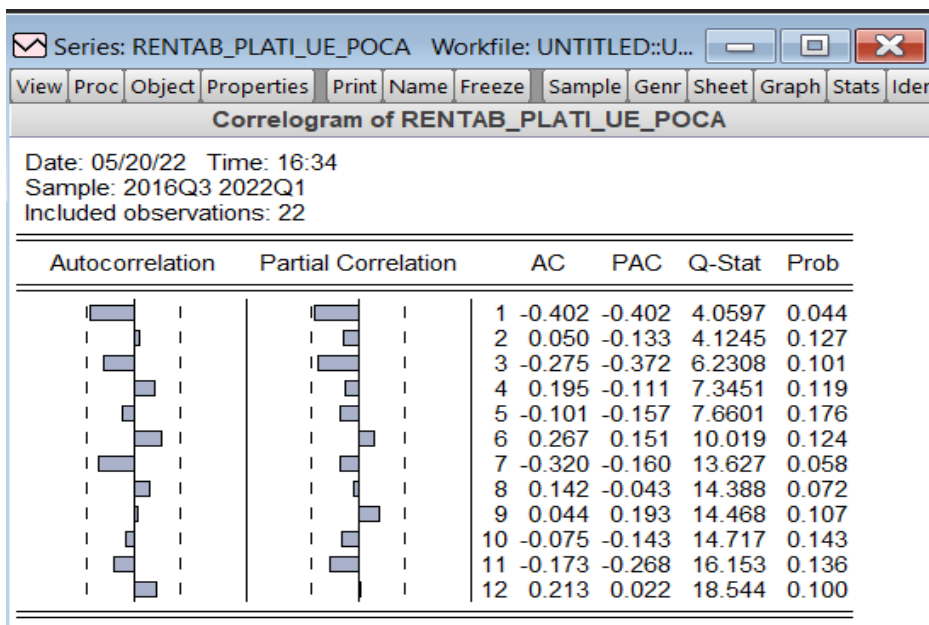 Series: RENTAB_PLATI_UE_POCA Workfile: UNTITLED::U...
View Proc Object Properties Print Name Freeze Sample Genr Sheet Graph Stats Iden
Correlogram of RENTAB_PLATI_UE_POCA
Date: 05/20/22 Time: 16:34
Sample: 2016Q3 2022Q1
Included observations: 22
Autocorrelation Partial Correlation AC PAC Q-Stat Prob
1 -0.402 -0.402 4.0597 0.044
2 0.050 -0.133 4.1245 0.127
3 -0.275 -0.372 6.2308 0.101
4 0.195 -0.111 7.3451 0.119
5 -0.101 -0.157 7.6601 0.176
6 0.267 0.151 10.019 0.124
7 -0.320 -0.160 13.627 0.058
8 0.142 -0.043 14.388 0.072
9 0.044 0.193 14.468 0.107
10 -0.075 -0.143 14.717 0.143
11 -0.173 -0.268 16.153 0.136
12 0.213 0.022 18.544 0.100